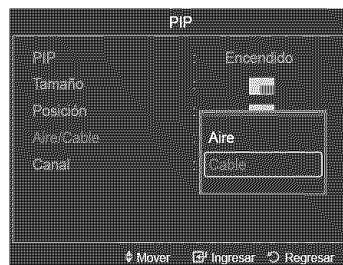 PIP
PIP : Encendido
Tamaño :
Posición :
Aire/Cable : Aire
Canal : Cable
Mover Ingresar Regresar